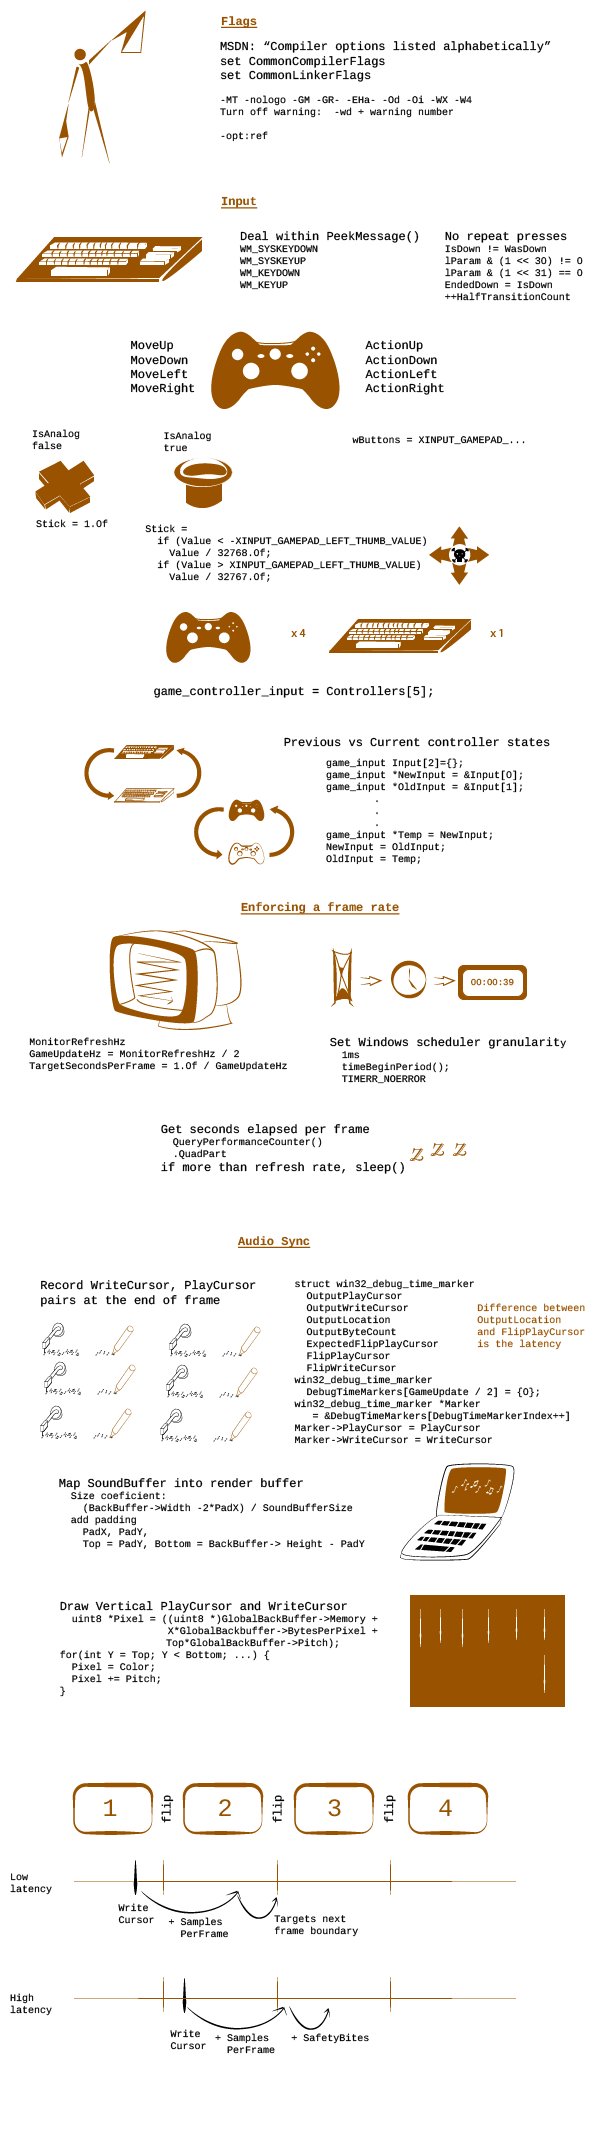 Flags
MSDN: “Compiler options listed alphabetically”
set CommonCompilerFlags
set CommonLinkerFlags
-MT -nologo -GM -GR- -EHa- -Od -Oi -WX -W4
Turn off warning:  -wd + warning number
-opt:ref
Input
Deal within PeekMessage()
WM_SYSKEYDOWN
WM_SYSKEYUP
WM_KEYDOWN
WM_KEYUP
No repeat presses
IsDown != WasDown
lParam & (1 << 30) != 0
lParam & (1 << 31) == 0
EndedDown = IsDown
++HalfTransitionCount
MoveUp
MoveDown
MoveLeft
MoveRight
ActionUp
ActionDown
ActionLeft
ActionRight
IsAnalog
false
IsAnalog
true
wButtons = XINPUT_GAMEPAD_...
Stick = 1.0f
Stick =
if (Value < -XINPUT_GAMEPAD_LEFT_THUMB_VALUE)
Value / 32768.0f;
if (Value > XINPUT_GAMEPAD_LEFT_THUMB_VALUE)
Value / 32767.0f;
x4
x1
game_controller_input = Controllers[5];
Previous vs Current controller states
game_input Input[2]={};
game_input *NewInput = &Input[0];
game_input *OldInput = &Input[1];
.
.
.
game_input *Temp = NewInput;
NewInput = OldInput;
OldInput = Temp;
Enforcing a frame rate
00:00:39
MonitorRefreshHz
GameUpdateHz = MonitorRefreshHz / 2
TargetSecondsPerFrame = 1.0f / GameUpdateHz
Set Windows scheduler granularity
1ms
timeBeginPeriod();
TIMERR_NOERROR
Get seconds elapsed per frame
QueryPerformanceCounter()
.QuadPart
if more than refresh rate, sleep()
Z Z Z
Audio Sync
Record WriteCursor, PlayCursor
pairs at the end of frame
struct win32_debug_time_marker
OutputPlayCursor
OutputWriteCursor
OutputLocation
OutputByteCount
ExpectedFlipPlayCursor
FlipPlayCursor
FlipWriteCursor
win32_debug_time_marker
DebugTimeMarkers[GameUpdate / 2] = {0};
win32_debug_time_marker *Marker
= &DebugTimeMarkers[DebugTimeMarkerIndex++]
Marker->PlayCursor = PlayCursor
Marker->WriteCursor = WriteCursor
Difference between
OutputLocation
and FlipPlayCursor
is the latency
Map SoundBuffer into render buffer
Size coeficient:
(BackBuffer->Width -2*PadX) / SoundBufferSize
add padding
PadX, PadY,
Top = PadY, Bottom = BackBuffer-> Height - PadY
Draw Vertical PlayCursor and WriteCursor
uint8 *Pixel = ((uint8 *)GlobalBackBuffer->Memory +
X*GlobalBackbuffer->BytesPerPixel +
Top*GlobalBackBuffer->Pitch);
for(int Y = Top; Y < Bottom; ...) {
Pixel = Color;
Pixel += Pitch;
}
1
flip
2
flip
3
flip
4
Low
latency
Write
Cursor
+ Samples
PerFrame
Targets next
frame boundary
High
latency
Write
Cursor
+ Samples
PerFrame
+ SafetyBites